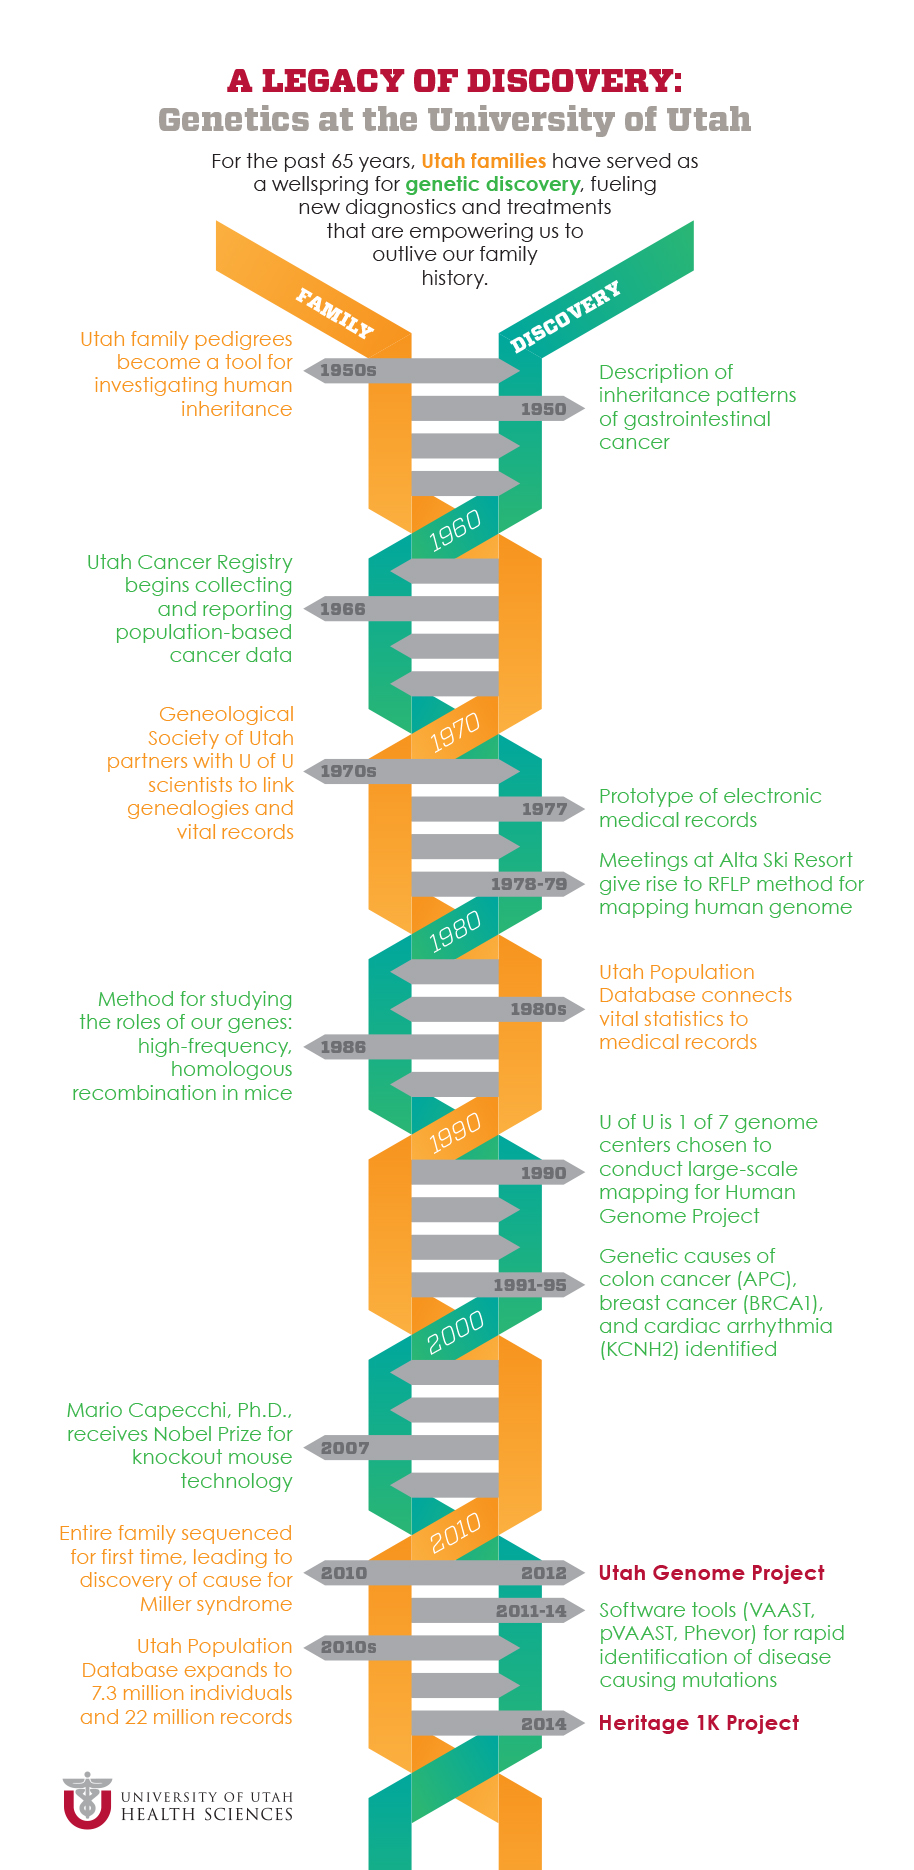 A LEGACY OF DISCOVERY:
Genetics at the University of Utah
For the past 65 years, Utah families have served as
a wellspring for genetic discovery, fueling
new diagnostics and treatments
that are empowering us to
outlive our family
history.
FAMILY
DISCOVERY
Utah family pedigrees
become a tool for
investigating human
inheritance
1950s
1950
Description of
inheritance patterns
of gastrointestinal
cancer
1960
Utah Cancer Registry
begins collecting
and reporting
population-based
cancer data
1966
1970
Geneological
Society of Utah
partners with U of U
scientists to link
genealogies and
vital records
1970s
1977
Prototype of electronic
medical records
1978-79
Meetings at Alta Ski Resort
give rise to RFLP method for
mapping human genome
1980
1980s
Utah Population
Database connects
vital statistics to
medical records
Method for studying
the roles of our genes:
high-frequency,
homologous
recombination in mice
1986
1990
1990
U of U is 1 of 7 genome
centers chosen to
conduct large-scale
mapping for Human
Genome Project
1991-95
Genetic causes of
colon cancer (APC),
breast cancer (BRCA1),
and cardiac arrhythmia
(KCNH2) identified
2000
Mario Capecchi, Ph.D.,
receives Nobel Prize for
knockout mouse
technology
2007
2010
Entire family sequenced
for first time, leading to
discovery of cause for
Miller syndrome
2010
2012
Utah Genome Project
2011-14
Software tools (VAAST,
pVAAST, Phevor) for rapid
identification of disease
causing mutations
Utah Population
Database expands to
7.3 million individuals
and 22 million records
2010s
2014
Heritage 1K Project
U
UNIVERSITY OF UTAH
HEALTH SCIENCES